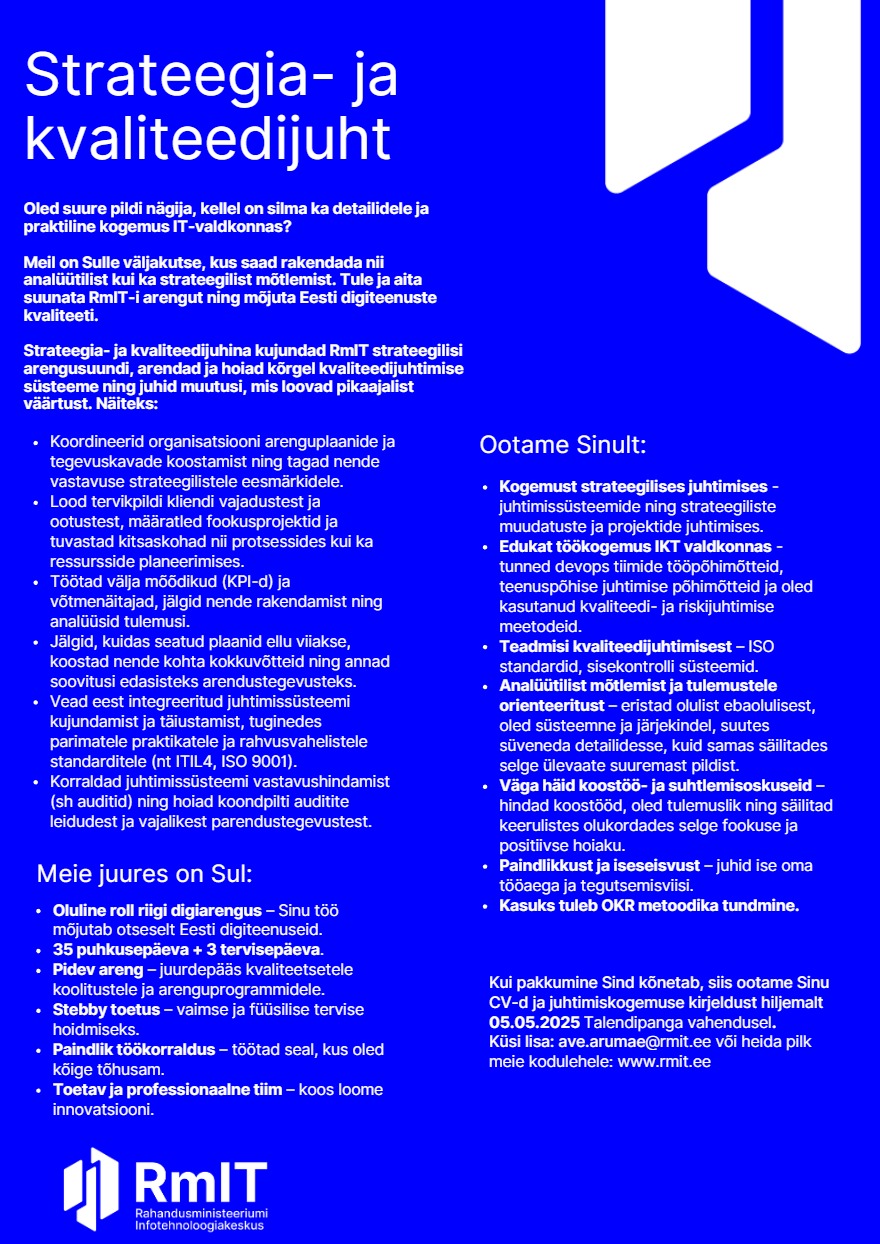 Strateegia- ja
kvaliteedijuht
Oled suure pildi nägija, kellel on silma ka detailidele ja
praktiline kogemus IT-valdkonnas?
Meil on Sulle väljakutse, kus saad rakendada nii
analüütilist kui ka strateegilist mõtlemist. Tule ja aita
suunata RmIT-i arengut ning mõjuta Eesti digiteenuste
kvaliteeti.
Strateegia- ja kvaliteedijuhina kujundad RmIT strateegilisi
arengusuundi, arendad ja hoiad kõrgel kvaliteedijuhtimise
süsteeme ning juhid muutusi, mis loovad pikaajalist
väärtust. Näiteks:
• Koordineerid organisatsiooni arenguplaanide ja
tegevuskavade koostamist ning tagad nende
vastavuse strateegilistele eesmärkidele.
• Lood tervikpildi kliendi vajadustest ja
ootustest, määratled fookusprojektid ja
tuvastad kitsaskohad nii protsessides kui ka
ressursside planeerimises.
• Töötad välja mõõdikud (KPI-d) ja
võtmenäitajad, jälgid nende rakendamist ning
analüüsid tulemusi.
• Jälgid, kuidas seatud plaanid ellu viiakse,
koostad nende kohta kokkuvõtteid ning annad
soovitusi edasisteks arendustegevusteks.
• Vead eest integreeritud juhtimissüsteemi
kujundamist ja täiustamist, tuginedes
parimatele praktikatele ja rahvusvahelistele
standarditele (nt ITIL4, ISO 9001).
• Korraldad juhtimissüsteemi vastavushindamist
(sh auditid) ning hoiad koondpilti auditite
leidudest ja vajalikest parendustegevustest.
Meie juures on Sul:
• Oluline roll riigi digiarengus – Sinu töö
mõjutab otseselt Eesti digiteenuseid.
• 35 puhkusepäeva + 3 tervisepäeva.
• Pidev areng – juurdepääs kvaliteetsetele
koolitustele ja arenguprogrammidele.
• Stebby toetus – vaimse ja füüsilise tervise
hoidmiseks.
• Paindlik töökorraldus – töötad seal, kus oled
kõige tõhusam.
• Toetav ja professionaalne tiim – koos loome
innovatsiooni.
Ootame Sinult:
• Kogemust strateegilises juhtimises -
juhtimissüsteemide ning strateegiliste
muudatuste ja projektide juhtimises.
• Edukat töökogemus IKT valdkonnas -
tunned devops tiimide tööpõhimõtteid,
teenuspõhise juhtimise põhimõtteid ja oled
kasutanud kvaliteedi- ja riskijuhtimise
meetodeid.
• Teadmisi kvaliteedijuhtimisest – ISO
standardid, sisekontrolli süsteemid.
• Analüütilist mõtlemist ja tulemustele
orienteeritust – eristad olulist ebaolulisest,
oled süsteemne ja järjekindel, suutes
süveneda detailidesse, kuid samas säilitades
selge ülevaate suuremast pildist.
• Väga häid koostöö- ja suhtlemisoskuseid –
hindad koostööd, oled tulemuslik ning säilitad
keerulistes olukordades selge fookuse ja
positiivse hoiaku.
• Paindlikkust ja iseseisvust – juhid ise oma
tööaega ja tegutsemisviisi.
• Kasuks tuleb OKR metoodika tundmine.
Kui pakkumine Sind kõnetab, siis ootame Sinu
CV-d ja juhtimiskogemuse kirjeldust hiljemalt
05.05.2025 Talendipanga vahendusel.
Küsi lisa: ave.arumae@rmit.ee või heida pilk
meie kodulehele: www.rmit.ee
RmIT
Rahandusministeeriumi
Infotehnoloogiakeskus